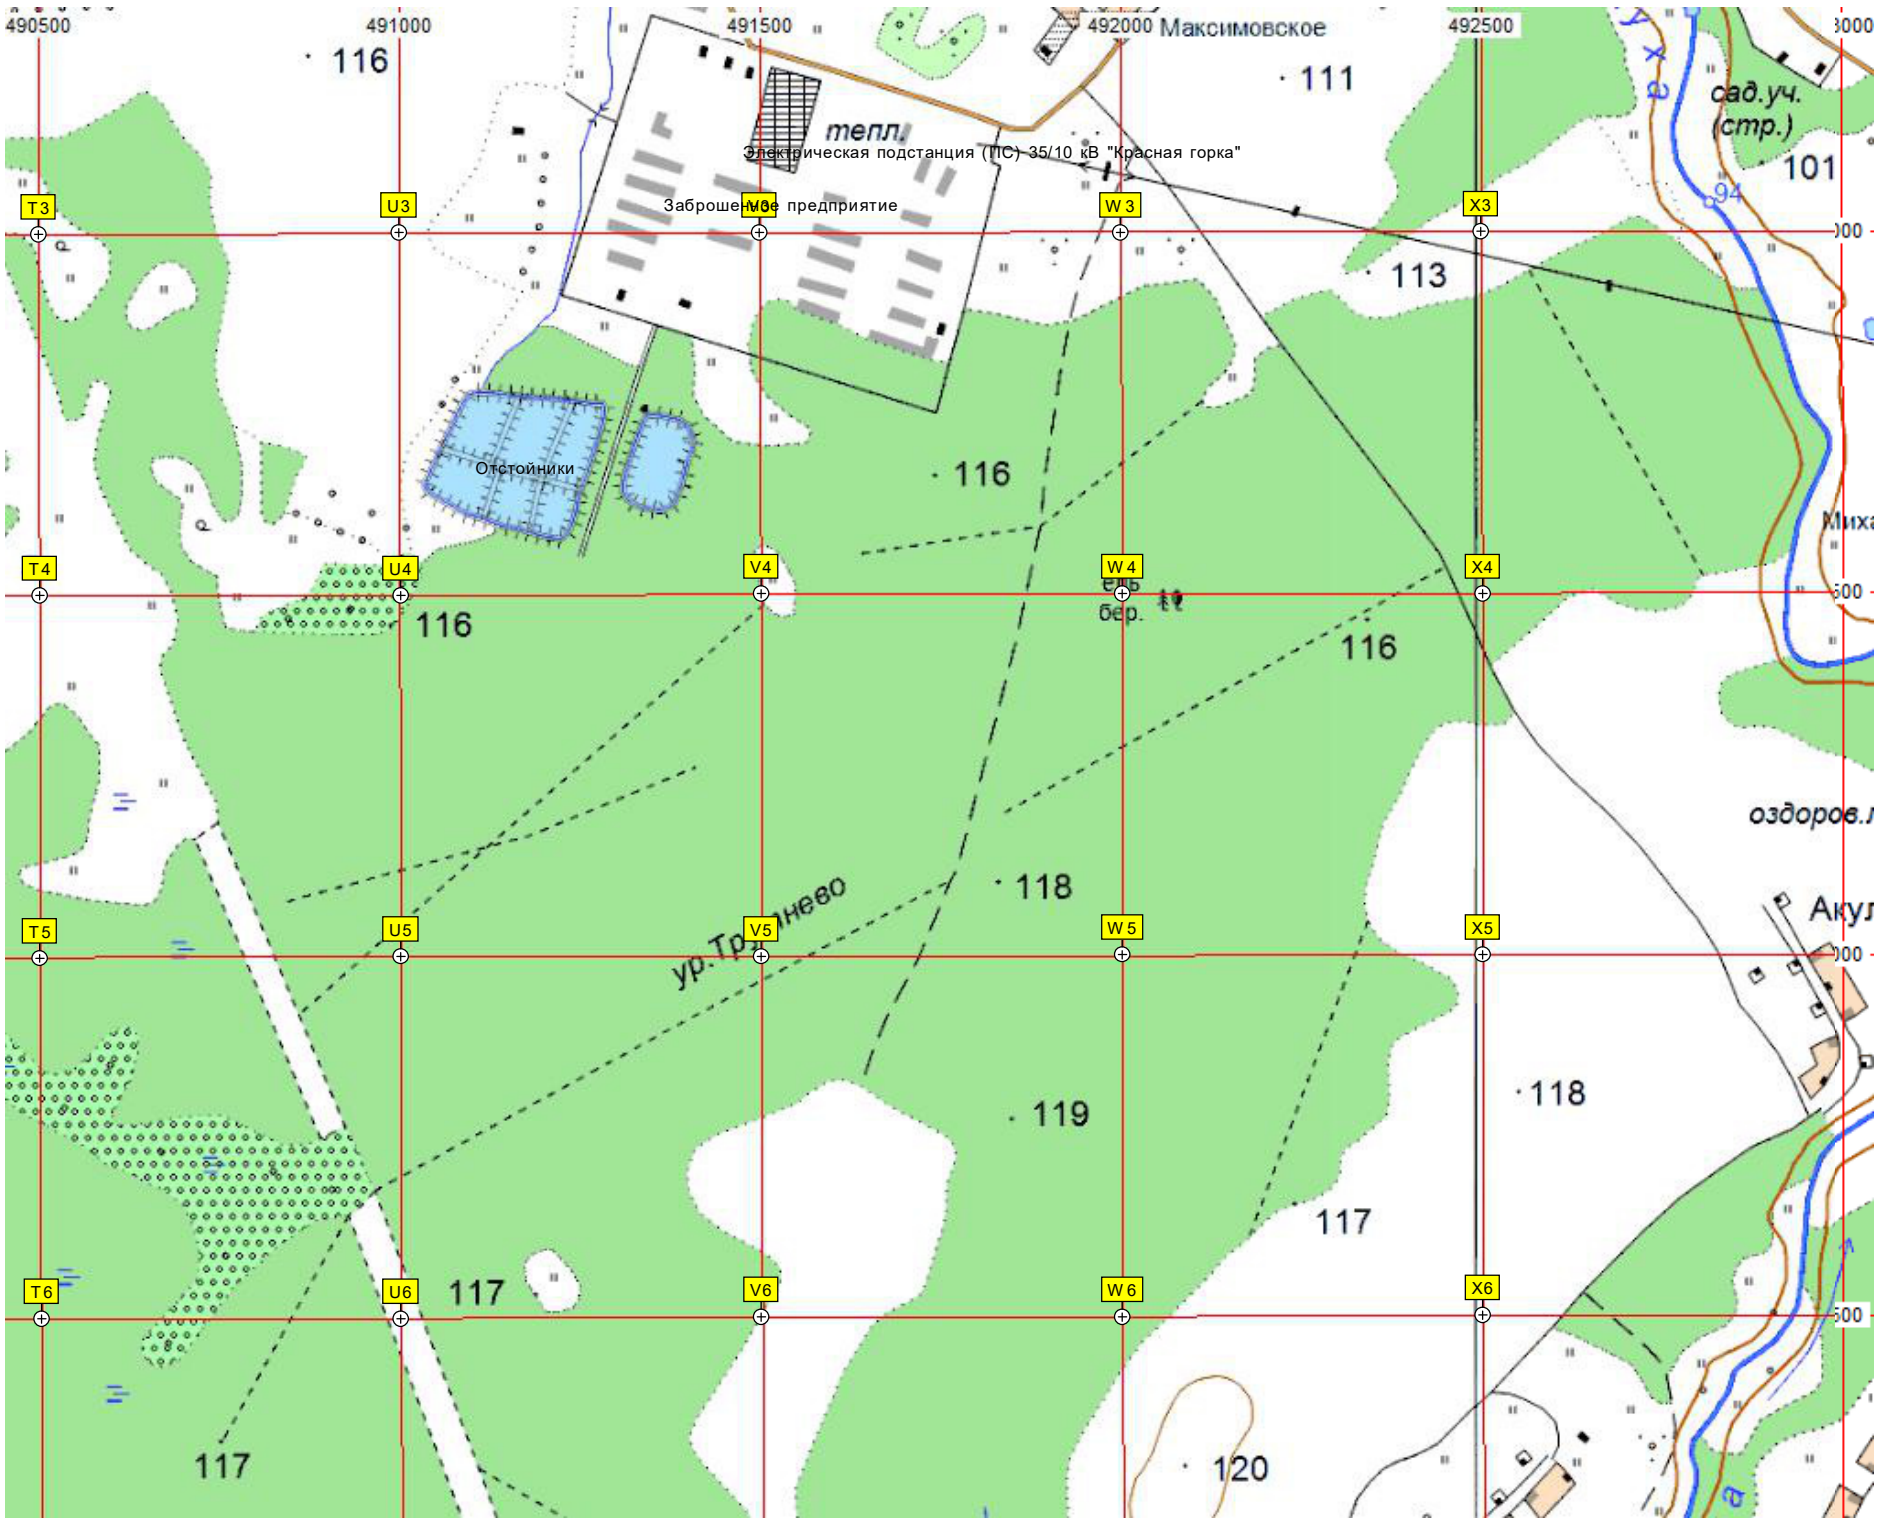 490500 491000 491500 492000 Максимовское 492500
116
111
у
х
а
сад.уч.
(стр.)
тепл.
Электрическая подстанция (ПС) 35/10 кВ "Красная горка"
101
94
T3 U3 Заброшенное предприятие W3 X3
113
116
Отстойники
T4 U4 V4 W4 X4
500
бер.
116
116
оздоров.
118
ур.
T5 U5 V5 W5 X5
118
119
117
T6 U6 117 V6 W6 X6
117
120
а